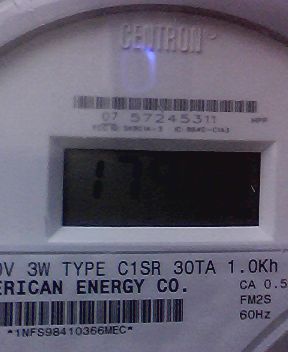 CENTRON
07 57245311
0V 3W TYPE C1SR 30TA 1.0Kh
ERICAN ENERGY CO.
CA 0.5
FM2S
60Hz
*1NFS98410366MEC*